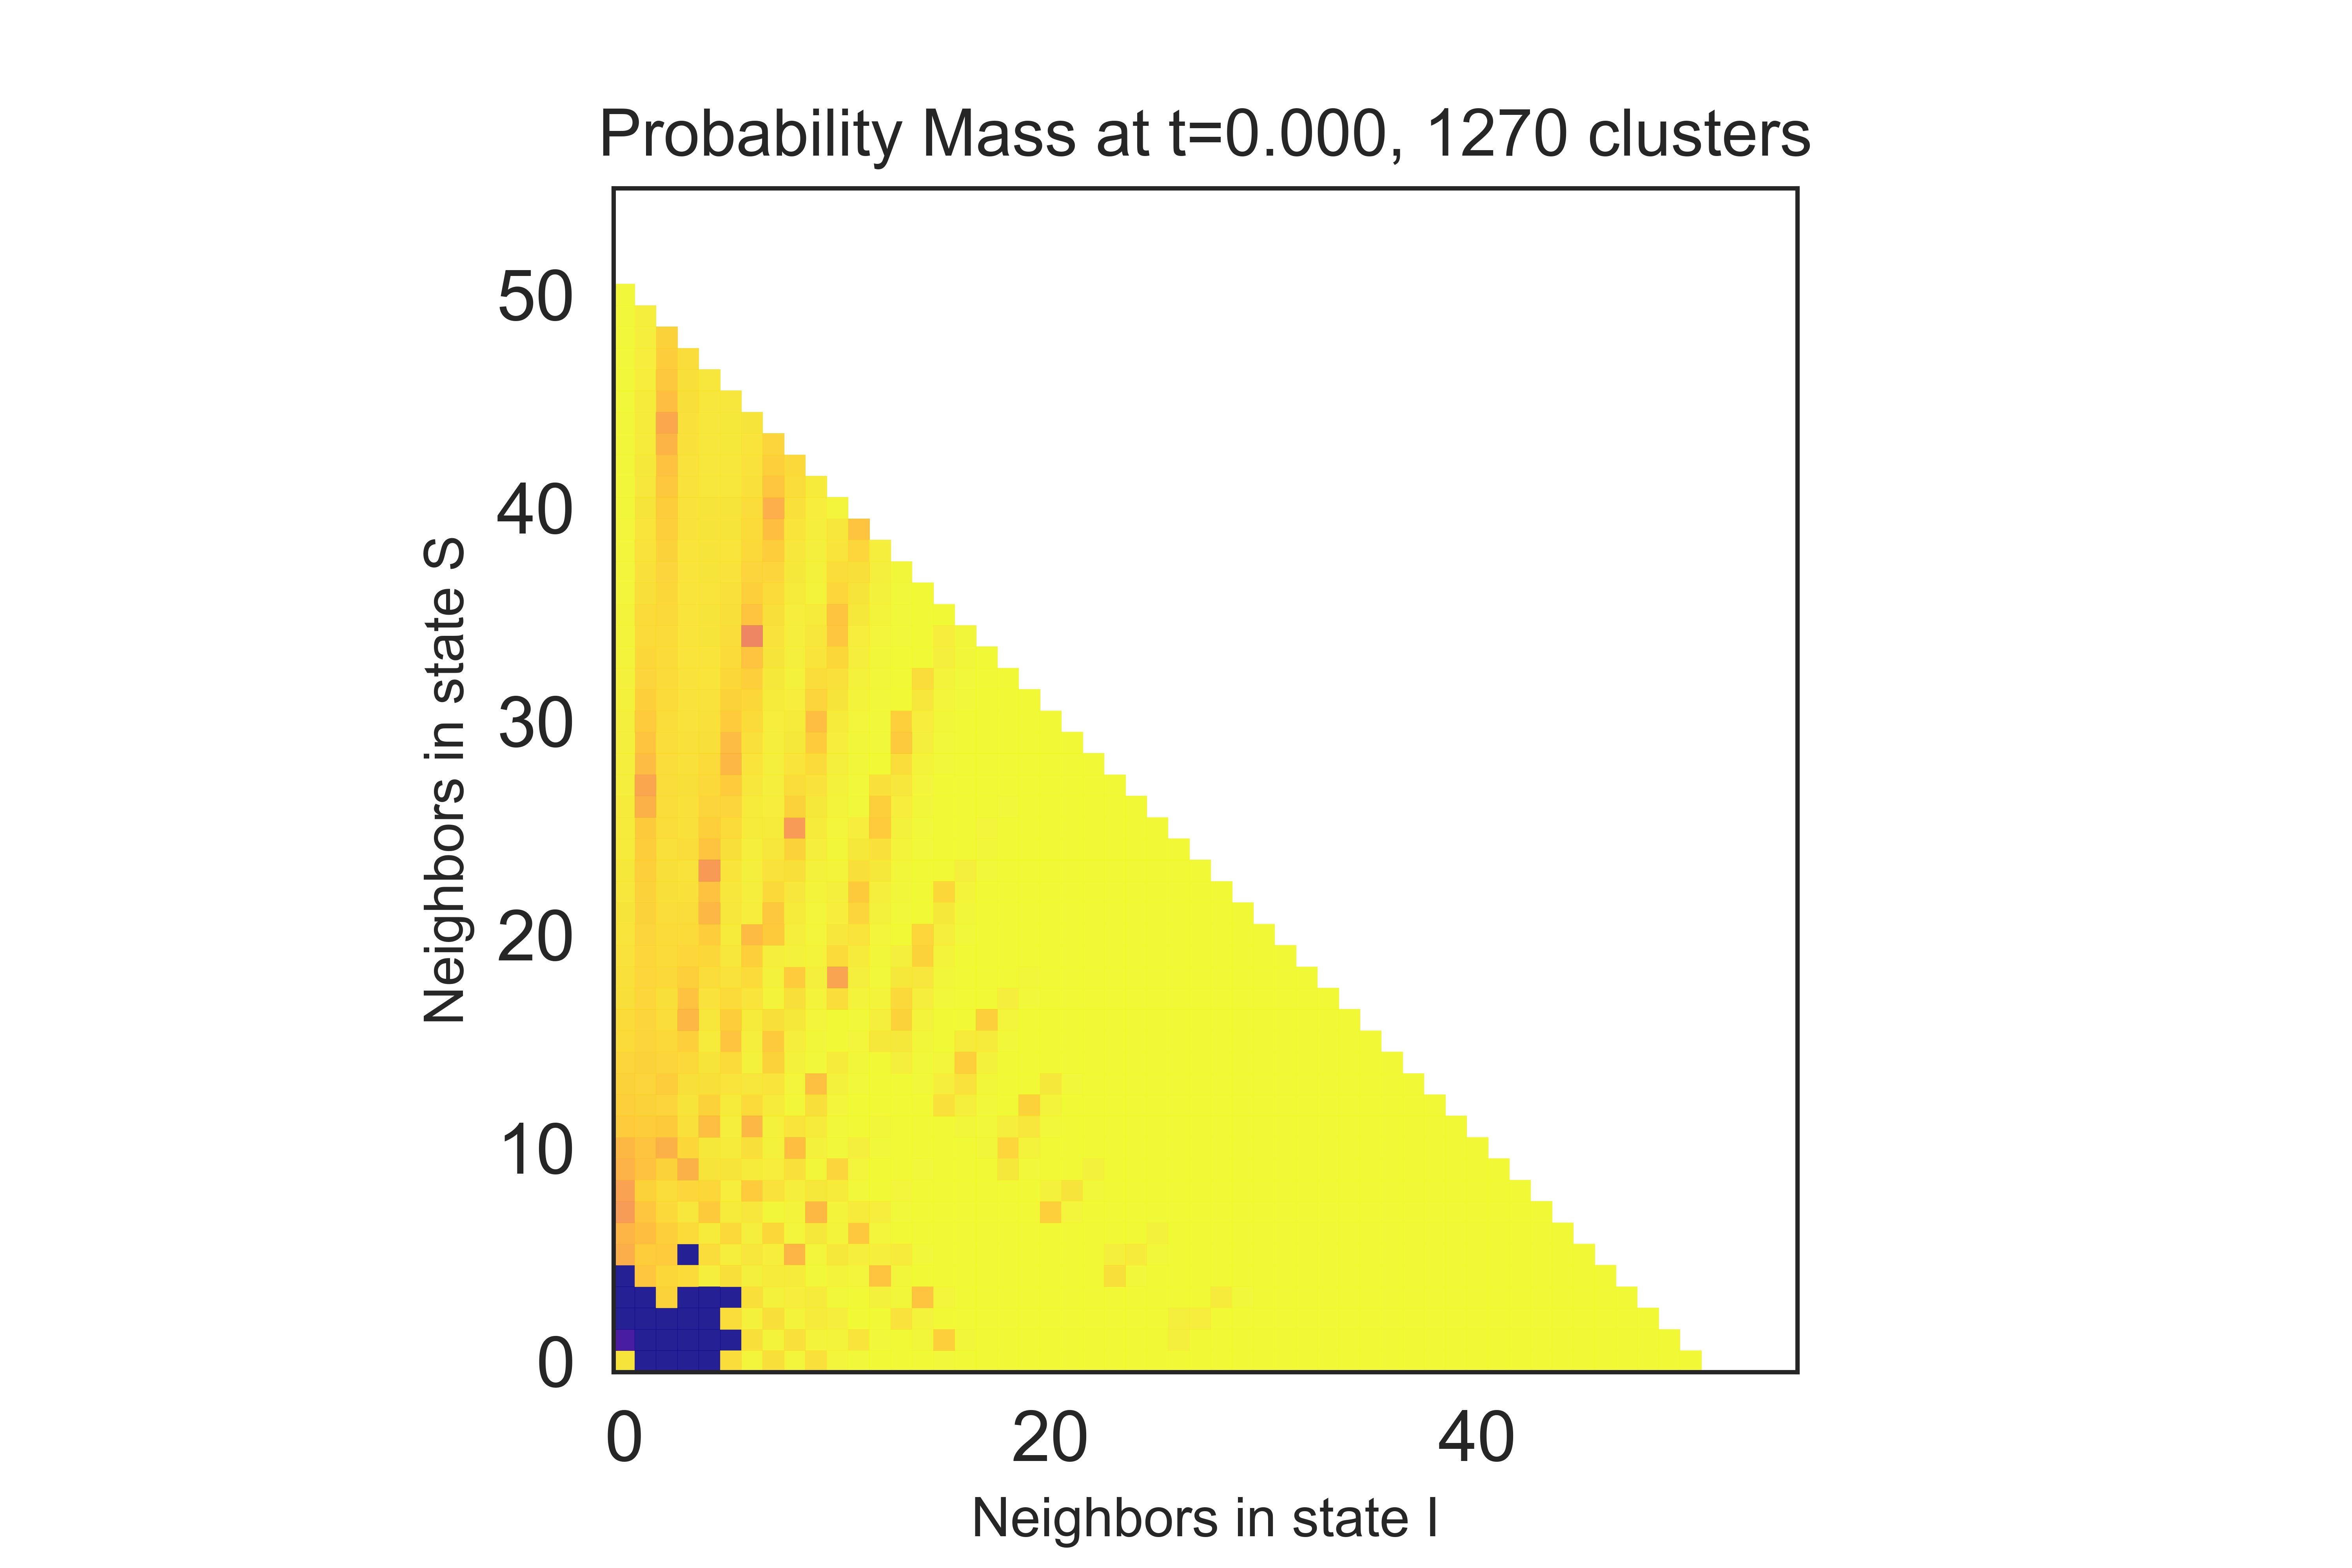 Probability Mass at t=0.000, 1270 clusters
50
40
30
20
10
0
Neighbors in state S
0 20 40
Neighbors in state I